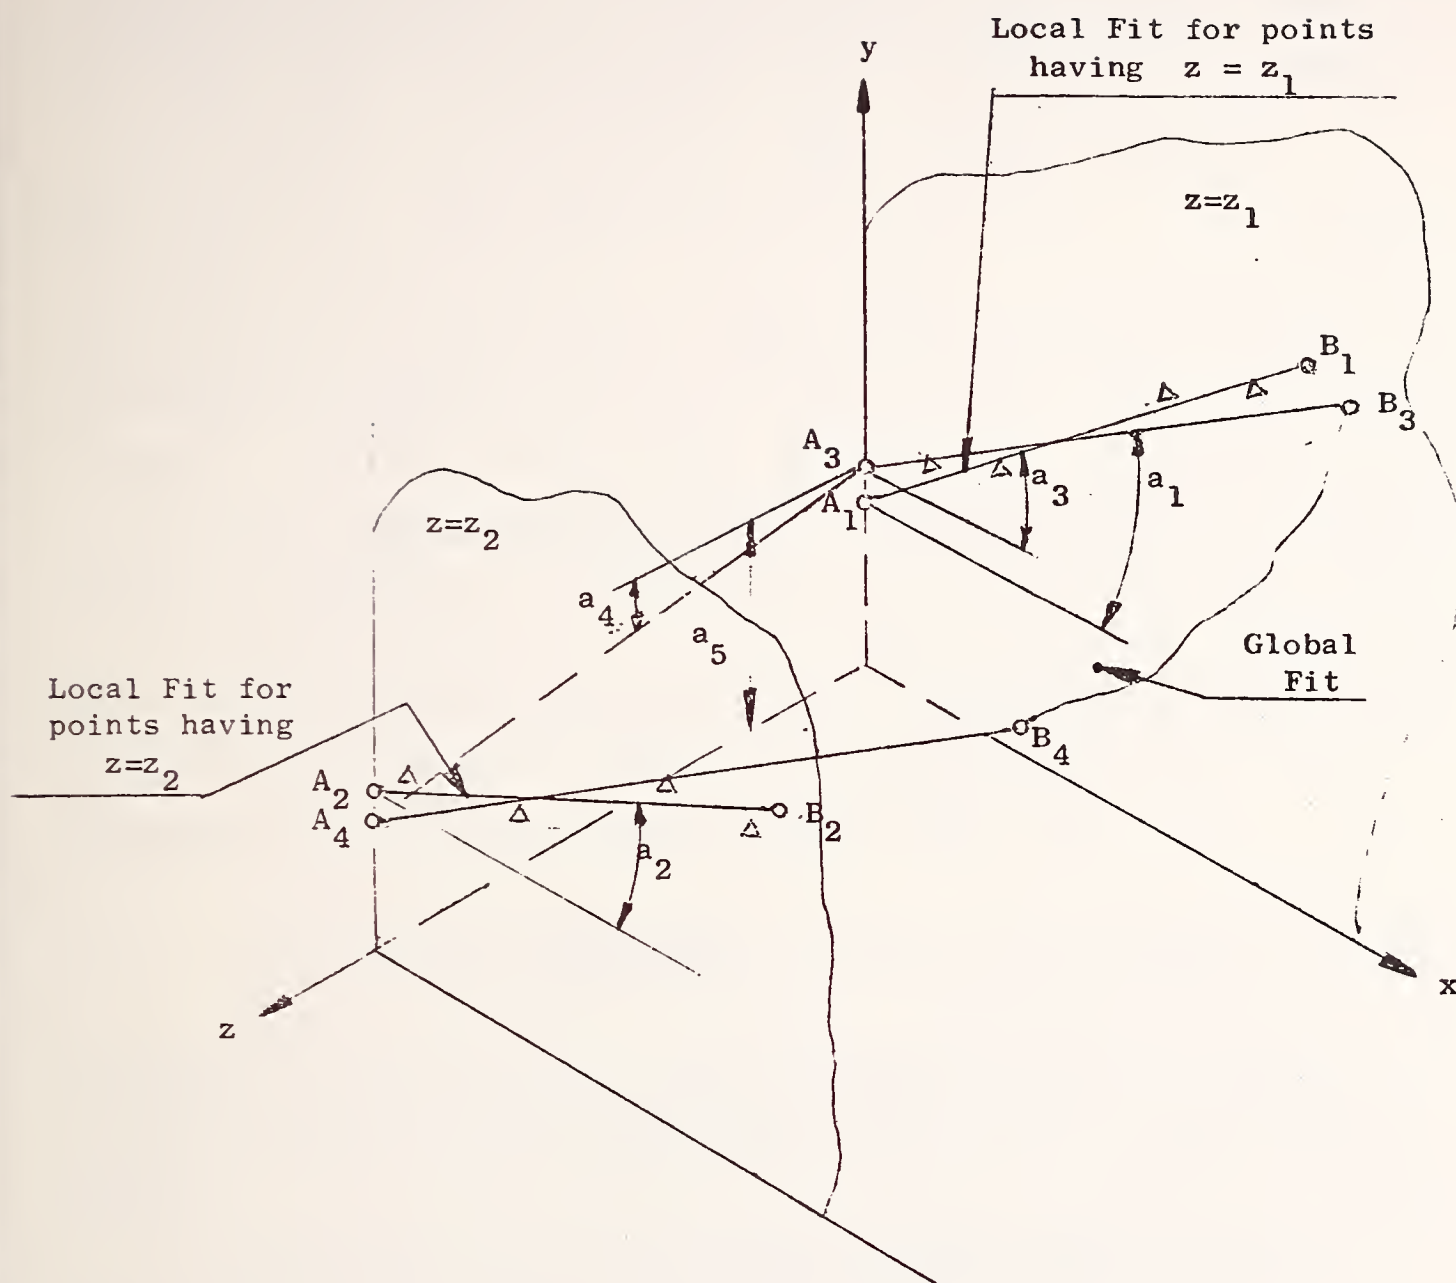 Local Fit for points
having z = z1
y
z=z1
B1
B3
A3
A1
a3
a1
z=z2
a4
a5
Global
Fit
Local Fit for
points having
z=z2
A2
A4
B4
B2
a2
x
z